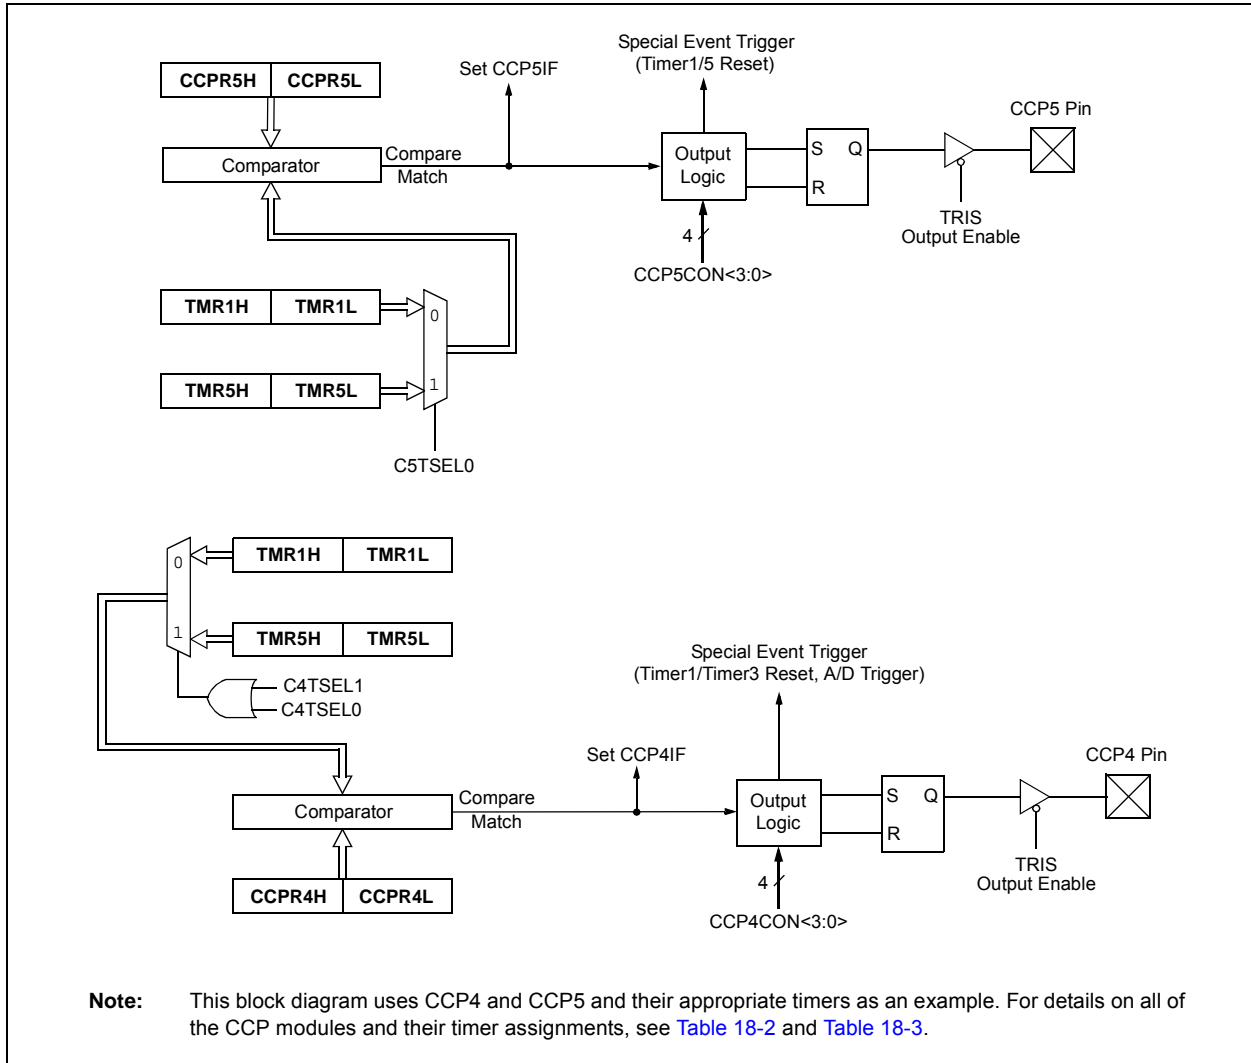 Special Event Trigger
(Timer1/5 Reset)
Set CCP5IF
CCPR5H CCPR5L
CCP5 Pin
Comparator
Compare
Match
Output
Logic
S Q
R
TRIS
Output Enable
4
CCP5CON<3:0>
TMR1H TMR1L
0
TMR5H TMR5L
1
C5TSEL0
0
TMR1H TMR1L
1
TMR5H TMR5L
C4TSEL1
C4TSEL0
Special Event Trigger
(Timer1/Timer3 Reset, A/D Trigger)
Set CCP4IF
CCP4 Pin
Comparator
Compare
Match
Output
Logic
S Q
R
TRIS
Output Enable
4
CCPR4H CCPR4L
CCP4CON<3:0>
Note: This block diagram uses CCP4 and CCP5 and their appropriate timers as an example. For details on all of
the CCP modules and their timer assignments, see Table 18-2 and Table 18-3.